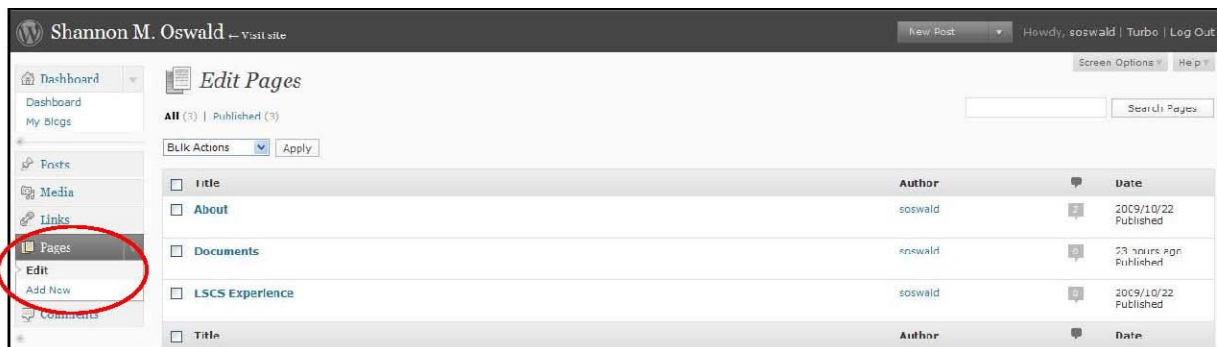 Shannon M. Oswald ← Visit site
New Post
Howdy, soswald | Turbo | Log Out
Screen Options
Help
Dashboard
Dashboard
My Blogs
Posts
Media
Links
Pages
Edit
Add New
Comments
Edit Pages
All (3) | Published (3)
Search Pages
Bulk Actions
Apply
Title Author Date
About soswald 2 2009/10/22
Published
Documents soswald 0 23 hours ago
Published
LSCS Experience soswald 0 2009/10/22
Published
Title Author Date